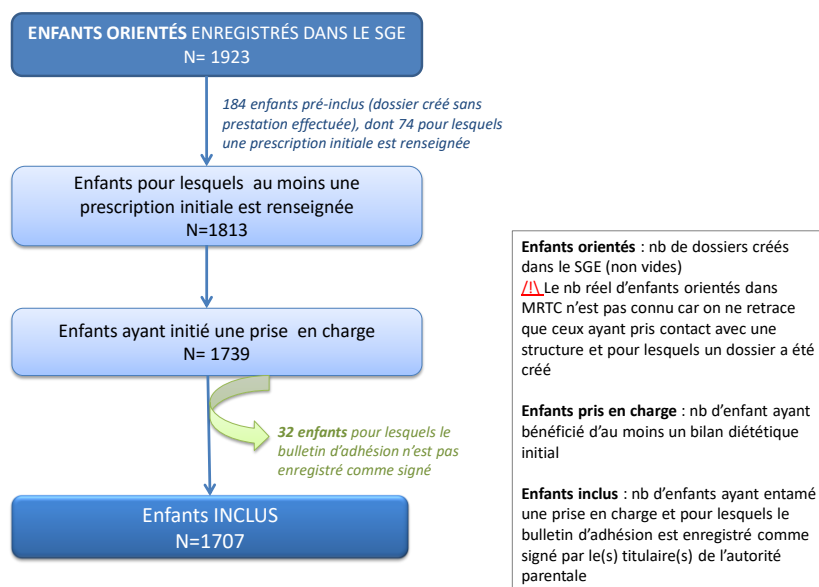 ENFANTS ORIENTÉS ENREGISTRÉS DANS LE SGE
N= 1923
184 enfants pré-inclus (dossier créé sans
prestation effectuée), dont 74 pour lesquels
une prescription initiale est renseignée
Enfants pour lesquels au moins une
prescription initiale est renseignée
N=1813
Enfants ayant initié une prise en charge
N= 1739
32 enfants pour lesquels le
bulletin d’adhésion n’est pas
enregistré comme signé
Enfants INCLUS
N=1707
Enfants orientés : nb de dossiers créés
dans le SGE (non vides)
/!\ Le nb réel d’enfants orientés dans
MRTC n’est pas connu car on ne retrace
que ceux ayant pris contact avec une
structure et pour lesquels un dossier a été
créé
Enfants pris en charge : nb d’enfant ayant
bénéficié d’au moins un bilan diététique
initial
Enfants inclus : nb d’enfants ayant entamé
une prise en charge et pour lesquels le
bulletin d’adhésion est enregistré comme
signé par le(s) titulaire(s) de l’autorité
parentale